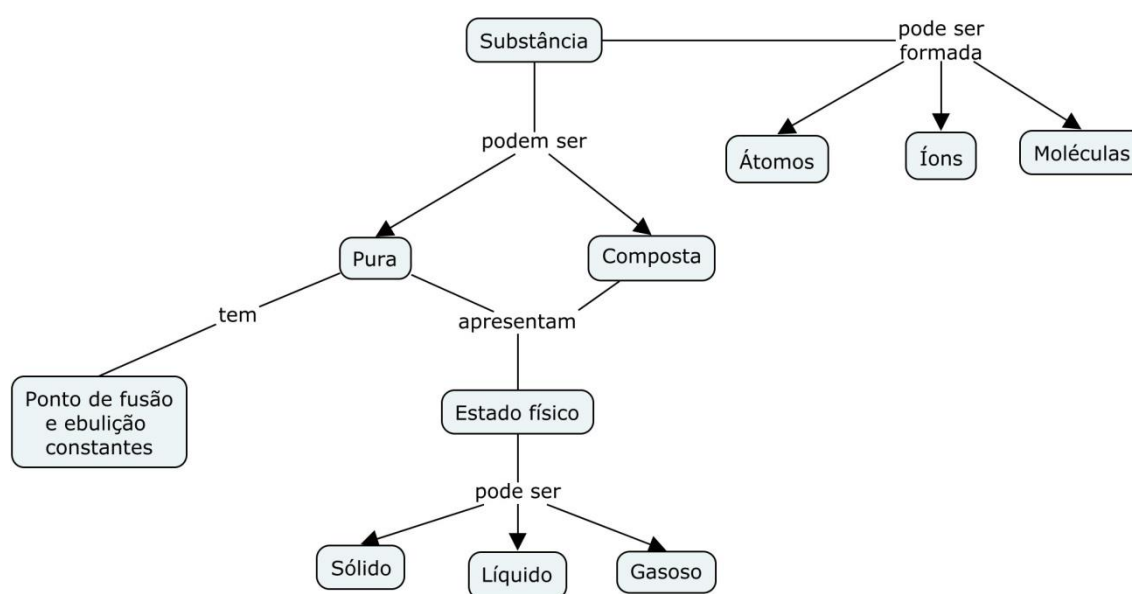 Substância
pode ser
formada
podem ser
Átomos
Íons
Moléculas
Pura
Composta
tem
apresentam
Ponto de fusão
e ebulição
constantes
Estado físico
pode ser
Sólido
Líquido
Gasoso